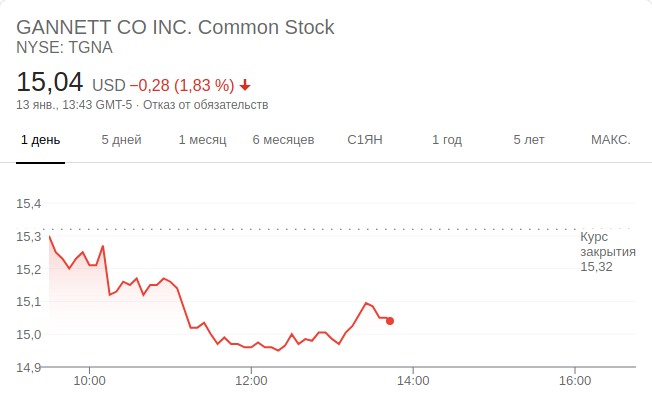 GANNETT CO INC. Common Stock
NYSE: TGNA
15,04 USD −0,28 (1,83 %)
13 янв., 13:43 GMT-5 · Отказ от обязательств
1 день 5 дней 1 месяц 6 месяцев С1ЯН 1 год 5 лет МАКС.
15,4
15,3
15,2
15,1
15,0
14,9
Курс
закрытия
15,32
10:00 12:00 14:00 16:00